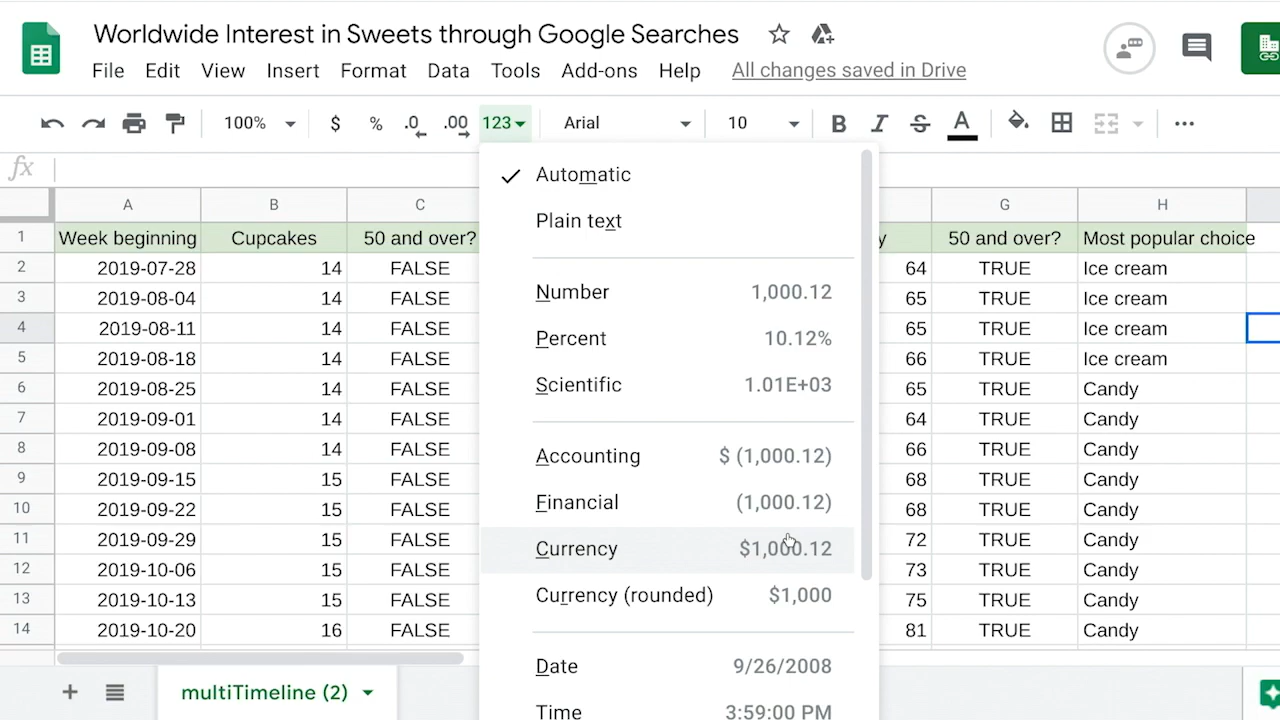 Worldwide Interest in Sweets through Google Searches
File Edit View Insert Format Data Tools Add-ons Help All changes saved in Drive
100% $ % .0 .00 123 Arial 10 B I S A
fx
A B C G H
1 Week beginning Cupcakes 50 and over? y 50 and over? Most popular choice
2 2019-07-28 14 FALSE 64 TRUE Ice cream
3 2019-08-04 14 FALSE 65 TRUE Ice cream
4 2019-08-11 14 FALSE 65 TRUE Ice cream
5 2019-08-18 14 FALSE 66 TRUE Ice cream
6 2019-08-25 14 FALSE 65 TRUE Candy
7 2019-09-01 14 FALSE 64 TRUE Candy
8 2019-09-08 14 FALSE 66 TRUE Candy
9 2019-09-15 15 FALSE 68 TRUE Candy
10 2019-09-22 15 FALSE 68 TRUE Candy
11 2019-09-29 15 FALSE 72 TRUE Candy
12 2019-10-06 15 FALSE 73 TRUE Candy
13 2019-10-13 15 FALSE 75 TRUE Candy
14 2019-10-20 16 FALSE 81 TRUE Candy
Automatic
Plain text
Number 1,000.12
Percent 10.12%
Scientific 1.01E+03
Accounting $ (1,000.12)
Financial (1,000.12)
Currency $1,000.12
Currency (rounded) $1,000
Date 9/26/2008
Time 3:59:00 PM
multiTimeline (2)